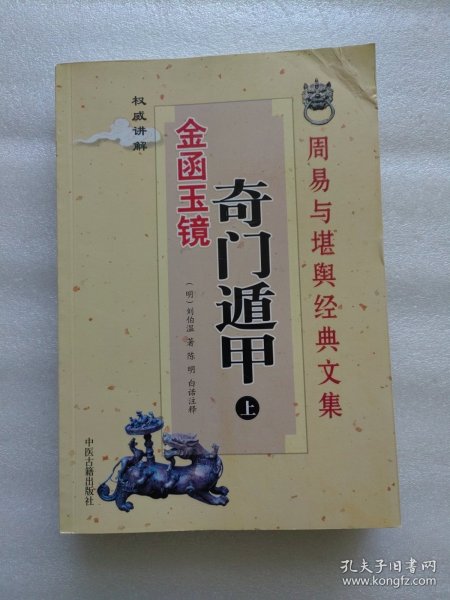 周易与堪舆经典文集
权威讲解
金函玉镜
奇门遁甲
上
(明)刘伯温 著 陈明 白话注释
中医古籍出版社
孔夫子旧书网
www.kongfz.com